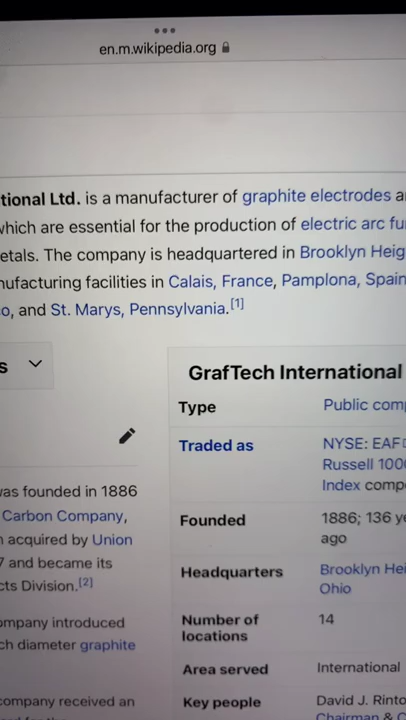 en.m.wikipedia.org
tional Ltd. is a manufacturer of graphite electrodes
which are essential for the production of electric arc
etals. The company is headquartered in Brooklyn Heig
nufacturing facilities in Calais, France, Pamplona, Spain
o, and St. Marys, Pennsylvania.[1]
s
GrafTech International
Type Public com
Traded as NYSE: EAF
Russell 100
Index comp
was founded in 1886
Carbon Company,
acquired by Union
7 and became its
cts Division.[2]
Founded 1886; 136 ye
ago
Headquarters Brooklyn Hei
Ohio
Number of
locations 14
ompany introduced
ch diameter graphite
Area served International
company received an
Key people David J. Rinto
Chairman &